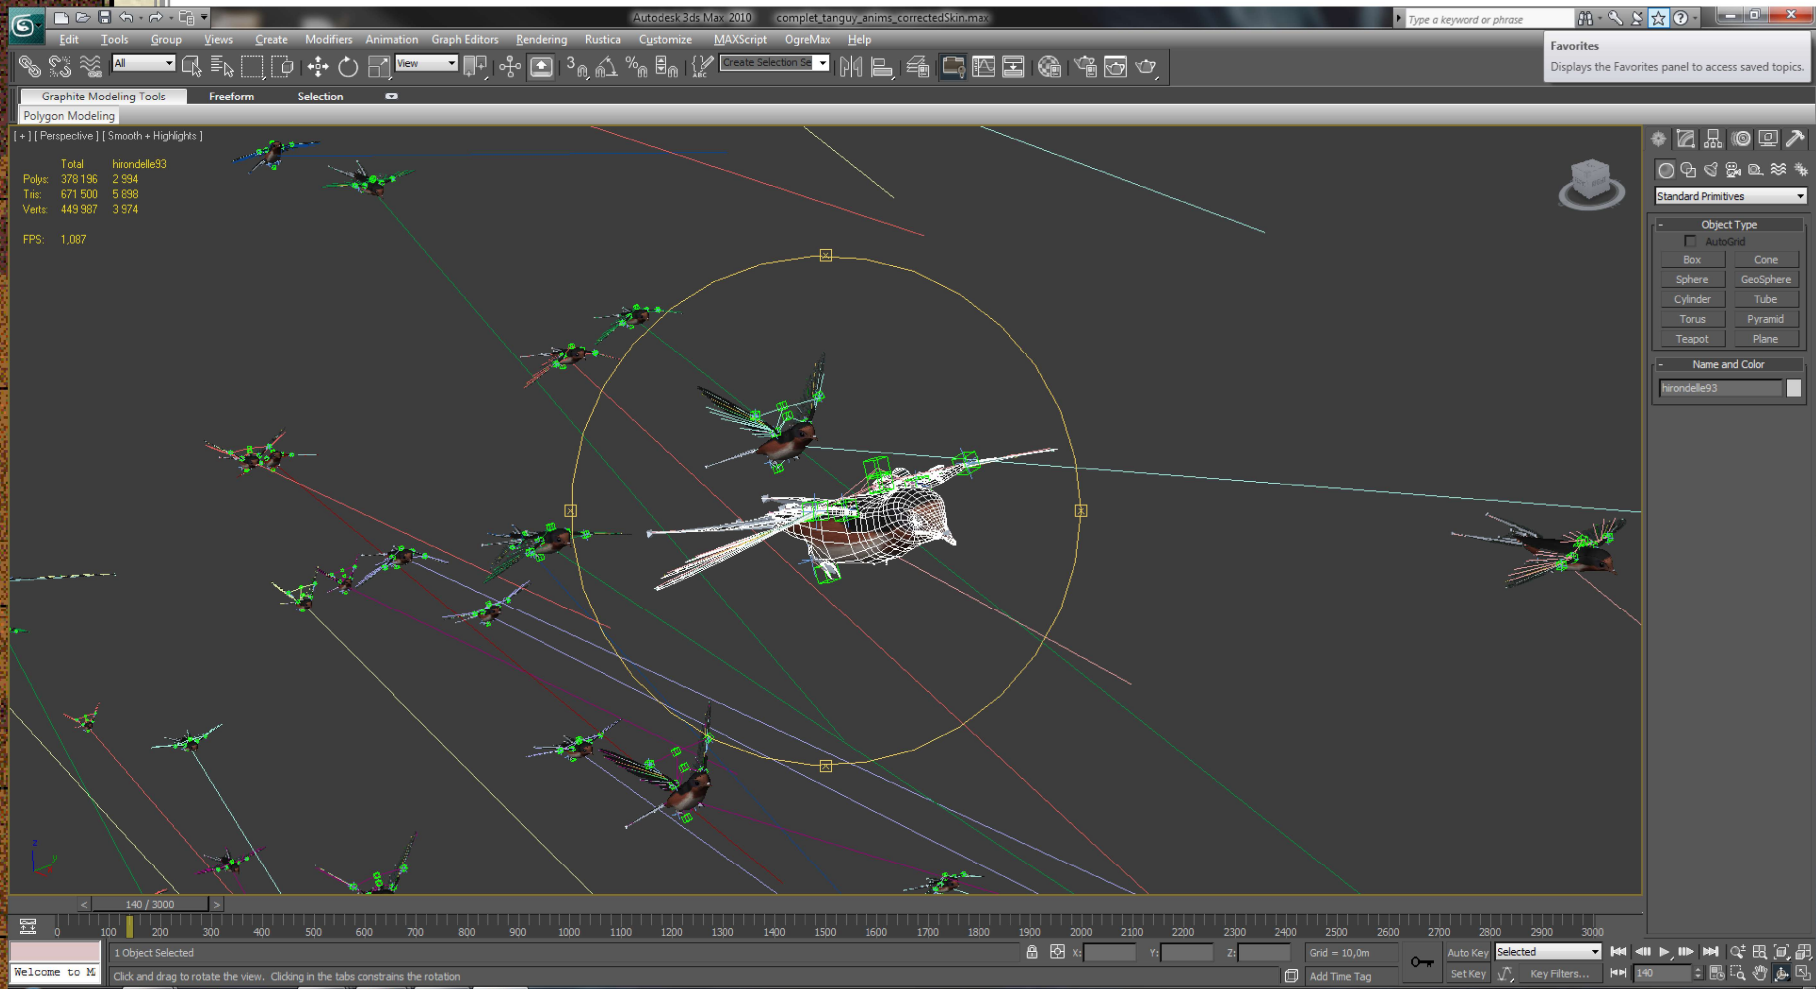 Autodesk 3ds Max 2010 complet_tanguy_anims_correctedSkin.max
Type a keyword or phrase
Edit Tools Group Views Create Modifiers Animation Graph Editors Rendering Rustica Customize MAXScript OgreMax Help
Favorites
Displays the Favorites panel to access saved topics.
All
View
Create Selection Se
Graphite Modeling Tools Freeform Selection
Polygon Modeling
[ + ] [ Perspective ] [ Smooth + Highlights ]
Total hirondelle93
Polys: 378 196 2 994
Tris: 671 500 5 898
Verts: 449 987 3 974
FPS: 1,087
Standard Primitives
- Object Type
AutoGrid
Box Cone
Sphere GeoSphere
Cylinder Tube
Torus Pyramid
Teapot Plane
- Name and Color
hirondelle93
z
y
< 140 / 3000 >
0 100 200 300 400 500 600 700 800 900 1000 1100 1200 1300 1400 1500 1600 1700 1800 1900 2000 2100 2200 2300 2400 2500 2600 2700 2800 2900 3000
1 Object Selected
X: Y: Z: Grid = 10,0m
Auto Key Selected
Welcome to M
Click and drag to rotate the view. Clicking in the tabs constrains the rotation
Add Time Tag
Set Key Key Filters... 140